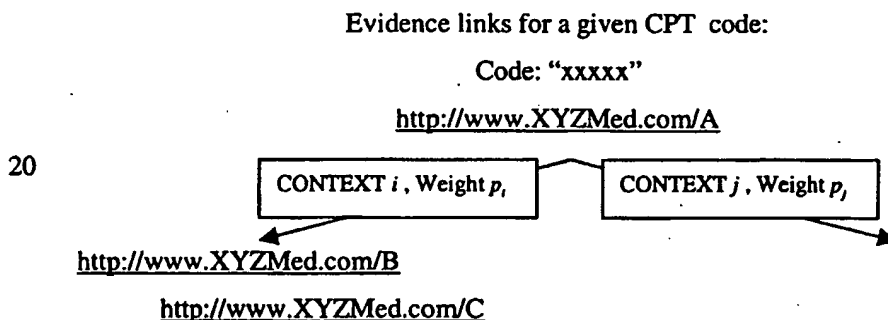 Evidence links for a given CPT code:
Code: “xxxxx”
http://www.XYZMed.com/A
20
CONTEXT i , Weight pi
CONTEXT j , Weight pj
http://www.XYZMed.com/B
http://www.XYZMed.com/C